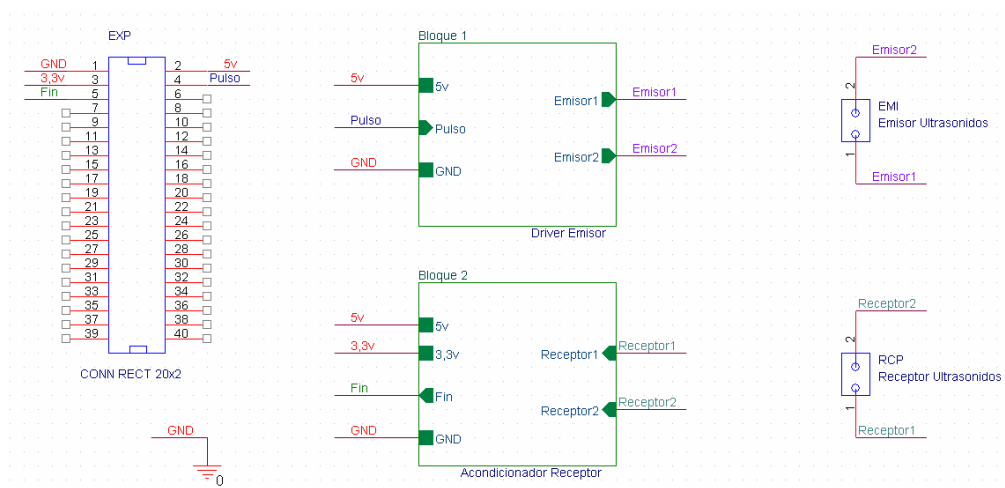 EXP
GND 1 2 5v
3,3v 3 4 Pulso
Fin 5 6
7 8
9 10
11 12
13 14
15 16
17 18
19 20
21 22
23 24
25 26
27 28
29 30
31 32
33 34
35 36
37 38
39 40
CONN RECT 20x2
GND
0
Bloque 1
5v 5v Emisor1 Emisor1
Pulso Pulso
Emisor2 Emisor2
GND GND
Driver Emisor
Bloque 2
5v 5v
3,3v 3,3v Receptor1 Receptor1
Fin Fin
Receptor2 Receptor2
GND GND
Acondicionador Receptor
Emisor2
2
EMI
Emisor Ultrasonidos
1
Emisor1
Receptor2
2
RCP
Receptor Ultrasonidos
1
Receptor1